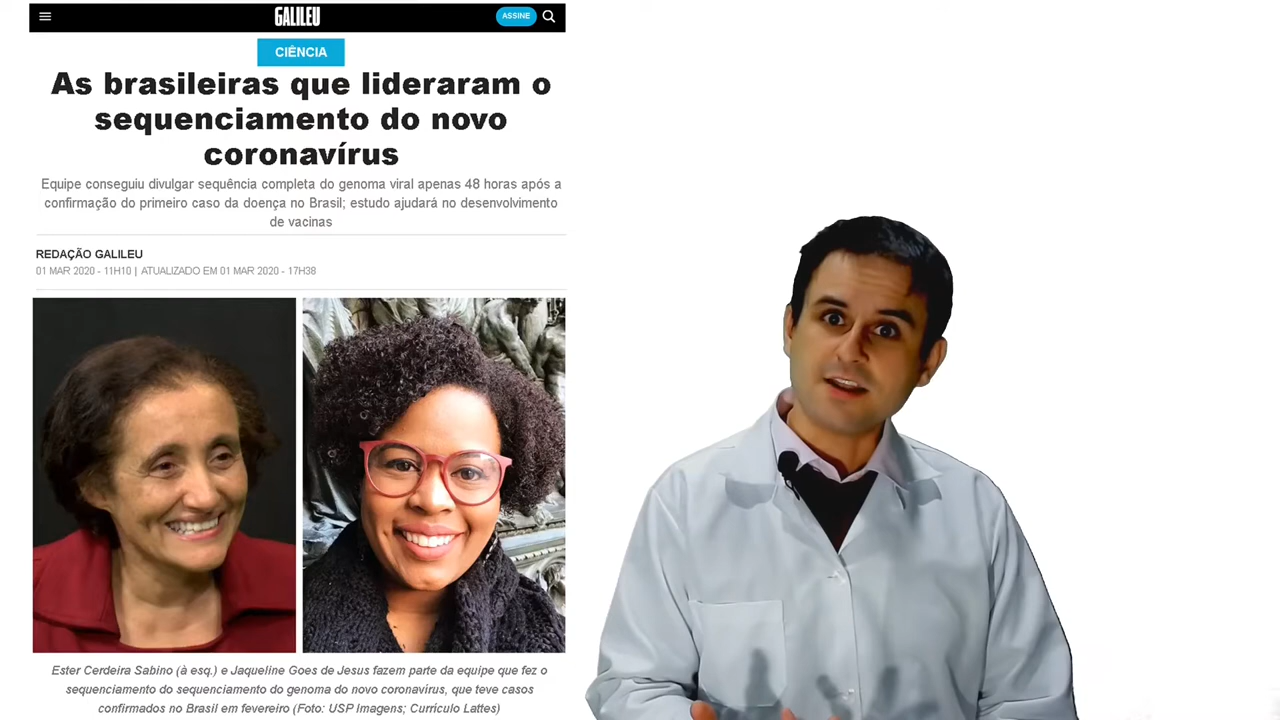 GALILEU
ASSINE
CIÊNCIA
As brasileiras que lideraram o
sequenciamento do novo
coronavírus
Equipe conseguiu divulgar sequência completa do genoma viral apenas 48 horas após a
confirmação do primeiro caso da doença no Brasil; estudo ajudará no desenvolvimento
de vacinas
REDAÇÃO GALILEU
01 MAR 2020 - 11H10 | ATUALIZADO EM 01 MAR 2020 - 17H38
Ester Cerdeira Sabino (à esq.) e Jaqueline Goes de Jesus fazem parte da equipe que fez o
sequenciamento do sequenciamento do genoma do novo coronavírus, que teve casos
confirmados no Brasil em fevereiro (Foto: USP Imagens; Currículo Lattes)